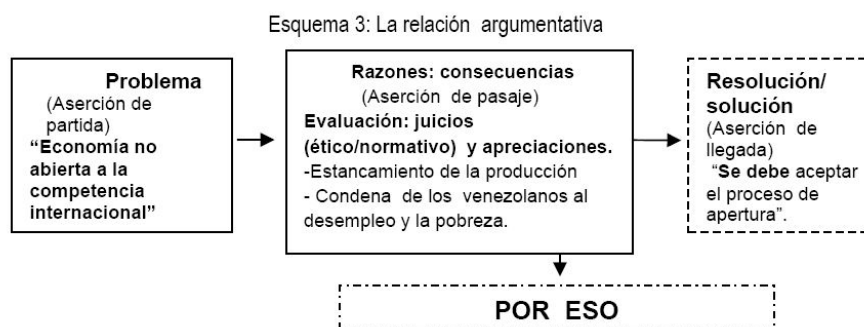 Esquema 3: La relación argumentativa
Problema
(Aserción de
partida)
“Economía no
abierta a la
competencia
internacional”
Razones: consecuencias
(Aserción de pasaje)
Evaluación: juicios
(ético/normativo) y apreciaciones.
-Estancamiento de la producción
- Condena de los venezolanos al
desempleo y la pobreza.
Resolución/
solución
(Aserción de
llegada)
“Se debe aceptar
el proceso de
apertura”.
POR ESO